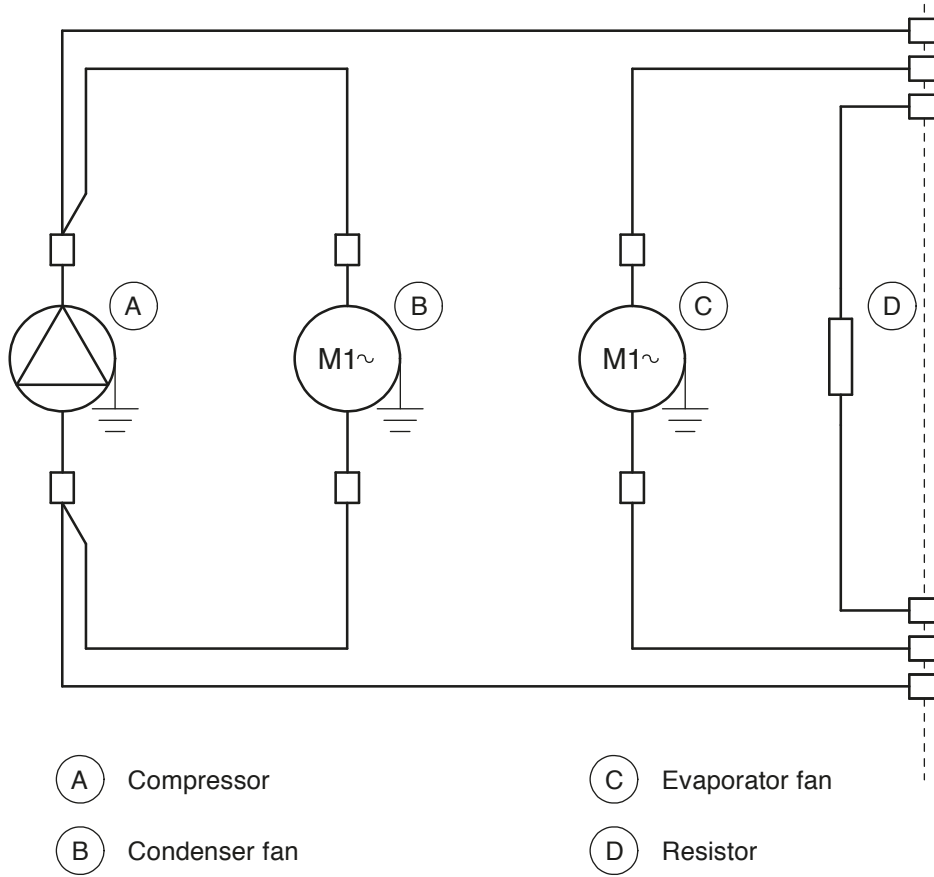 A
B
C
D
M1~
M1~
A Compressor
C Evaporator fan
B Condenser fan
D Resistor